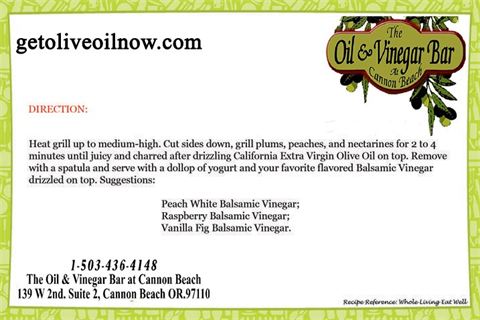 getoliveoilnow.com
The
Oil & Vinegar Bar
At
Cannon Beach
DIRECTION:
Heat grill up to medium-high. Cut sides down, grill plums, peaches, and nectarines for 2 to 4
minutes until juicy and charred after drizzling California Extra Virgin Olive Oil on top. Remove
with a spatula and serve with a dollop of yogurt and your favorite flavored Balsamic Vinegar
drizzled on top. Suggestions:
Peach White Balsamic Vinegar;
Raspberry Balsamic Vinegar;
Vanilla Fig Balsamic Vinegar.
1-503-436-4148
The Oil & Vinegar Bar at Cannon Beach
139 W 2nd. Suite 2, Cannon Beach OR.97110
Recipe Reference: Whole Living Eat Well